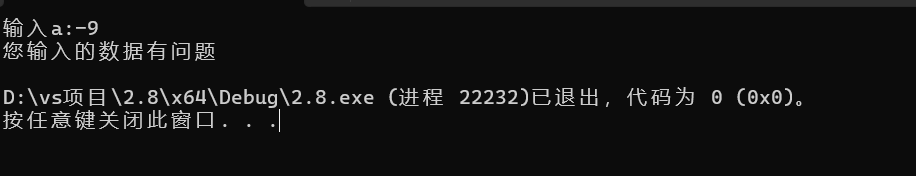 输入a:-9
您输入的数据有问题
D:\vs项目\2.8\x64\Debug\2.8.exe (进程 22232)已退出，代码为 0 (0x0)。
按任意键关闭此窗口. . .